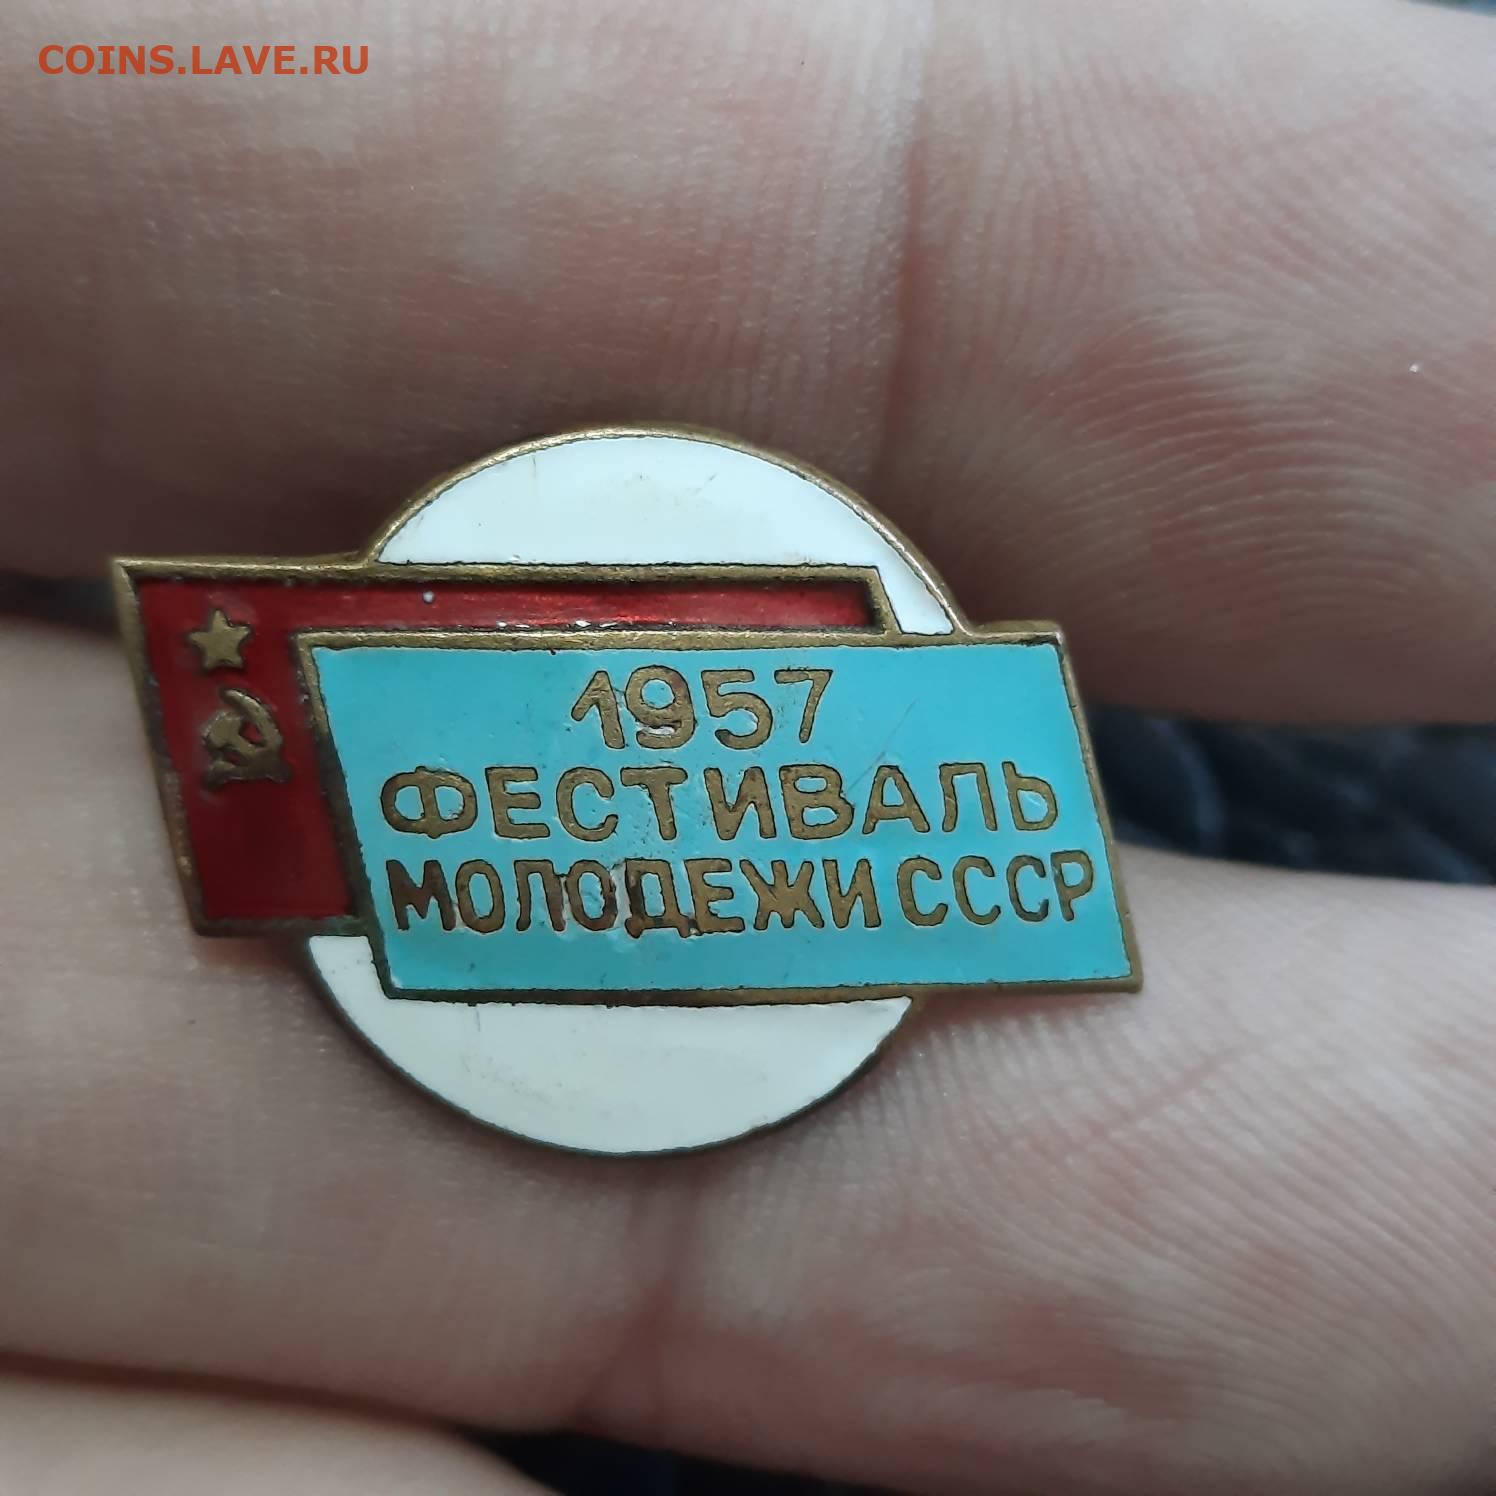 COINS.LAVE.RU
1957
ФЕСТИВАЛЬ
МОЛОДЕЖИ СССР